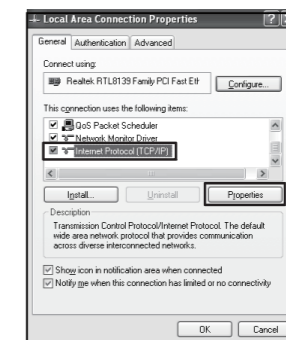 Local Area Connection Properties
General Authentication Advanced
Connect using:
Realtek RTL8139 Family PCI Fast Eth
Configure...
This connection uses the following items:
QoS Packet Scheduler
Network Monitor Driver
Internet Protocol (TCP/IP)
Install... Uninstall Properties
Description
Transmission Control Protocol/Internet Protocol. The default
wide area network protocol that provides communication
across diverse interconnected networks.
Show icon in notification area when connected
Notify me when this connection has limited or no connectivity
OK Cancel